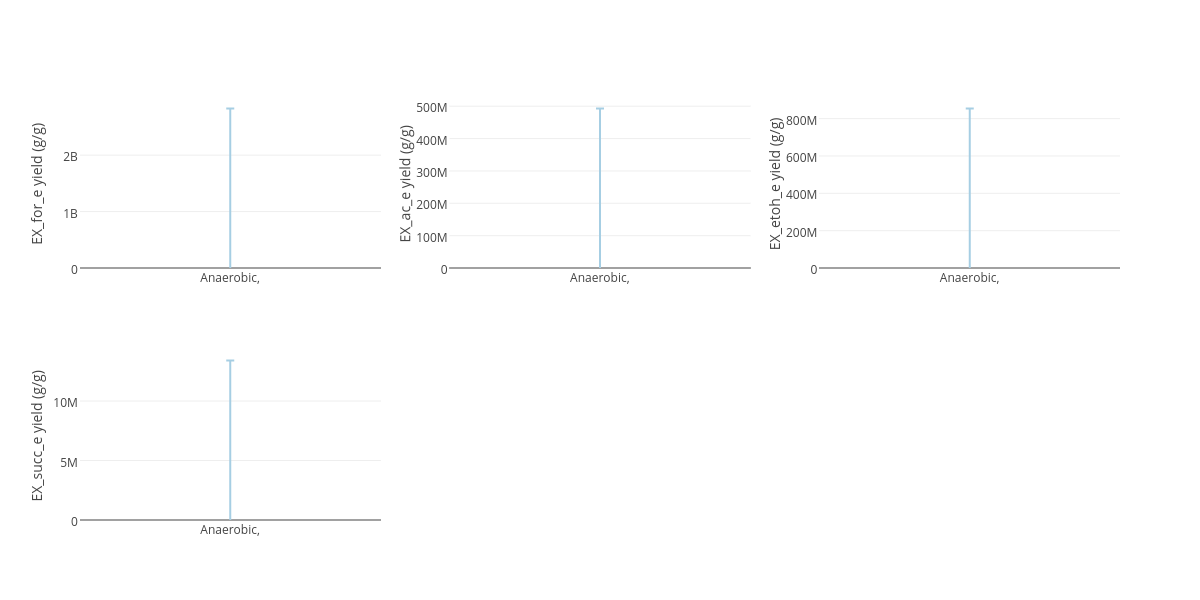 EX_for_e yield (g/g)
2B
1B
0
Anaerobic,
EX_ac_e yield (g/g)
500M
400M
300M
200M
100M
0
Anaerobic,
EX_etoh_e yield (g/g)
800M
600M
400M
200M
0
Anaerobic,
EX_succ_e yield (g/g)
10M
5M
0
Anaerobic,